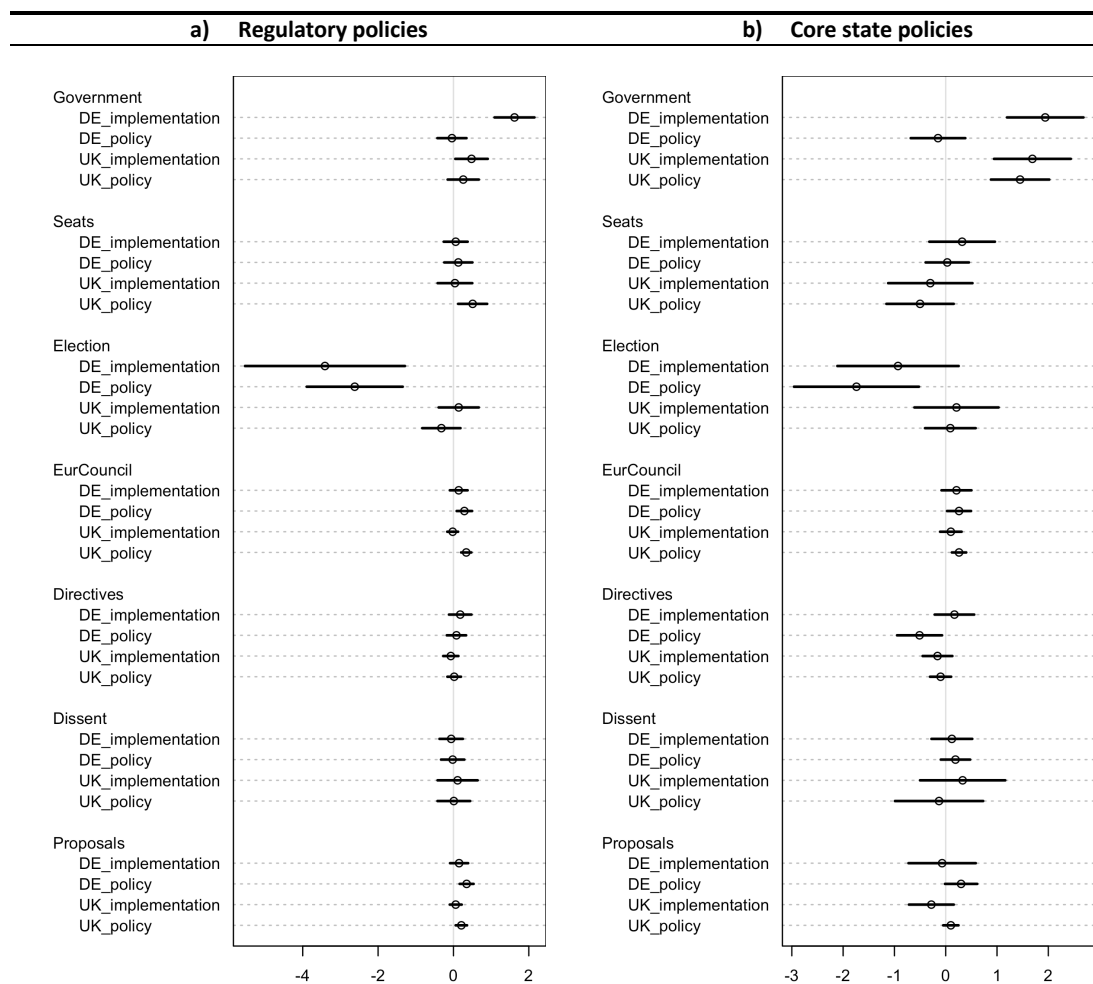 a) Regulatory policies
Government
DE_implementation
DE_policy
UK_implementation
UK_policy
Seats
DE_implementation
DE_policy
UK_implementation
UK_policy
Election
DE_implementation
DE_policy
UK_implementation
UK_policy
EurCouncil
DE_implementation
DE_policy
UK_implementation
UK_policy
Directives
DE_implementation
DE_policy
UK_implementation
UK_policy
Dissent
DE_implementation
DE_policy
UK_implementation
UK_policy
Proposals
DE_implementation
DE_policy
UK_implementation
UK_policy
-4 -2 0 2
b) Core state policies
Government
DE_implementation
DE_policy
UK_implementation
UK_policy
Seats
DE_implementation
DE_policy
UK_implementation
UK_policy
Election
DE_implementation
DE_policy
UK_implementation
UK_policy
EurCouncil
DE_implementation
DE_policy
UK_implementation
UK_policy
Directives
DE_implementation
DE_policy
UK_implementation
UK_policy
Dissent
DE_implementation
DE_policy
UK_implementation
UK_policy
Proposals
DE_implementation
DE_policy
UK_implementation
UK_policy
-3 -2 -1 0 1 2